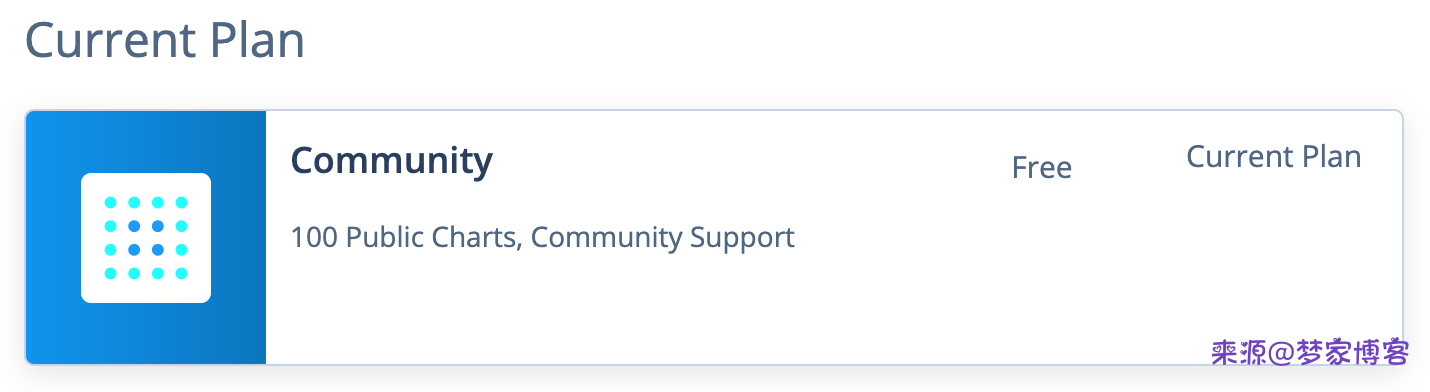 Current Plan
Community
Free
Current Plan
100 Public Charts, Community Support
来源@梦家博客